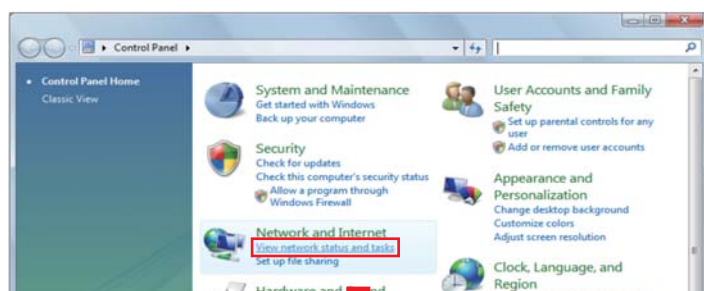 Control Panel
Control Panel Home
Classic View
System and Maintenance
Get started with Windows
Back up your computer
Security
Check for updates
Check this computer's security status
Allow a program through
Windows Firewall
Network and Internet
View network status and tasks
Set up file sharing
Hardware and
User Accounts and Family
Safety
Set up parental controls for any
user
Add or remove user accounts
Appearance and
Personalization
Change desktop background
Customize colors
Adjust screen resolution
Clock, Language, and
Region